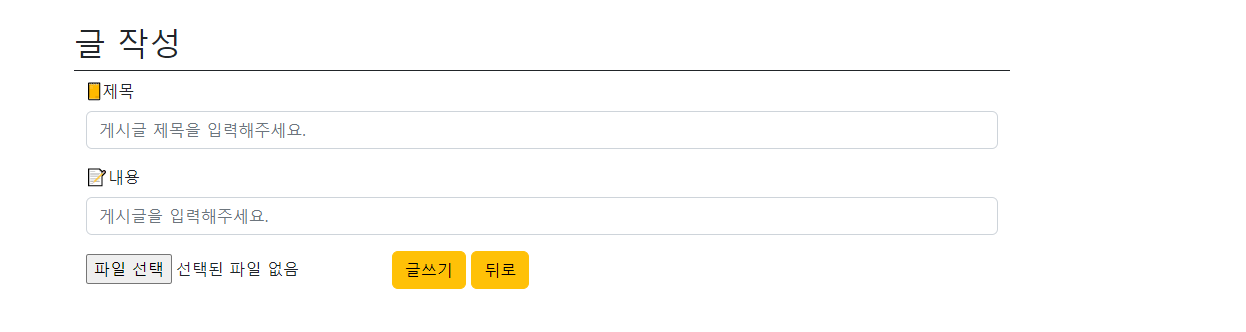 글 작성
📒제목
게시글 제목을 입력해주세요.
📝내용
게시글을 입력해주세요.
파일 선택 선택된 파일 없음 글쓰기 뒤로